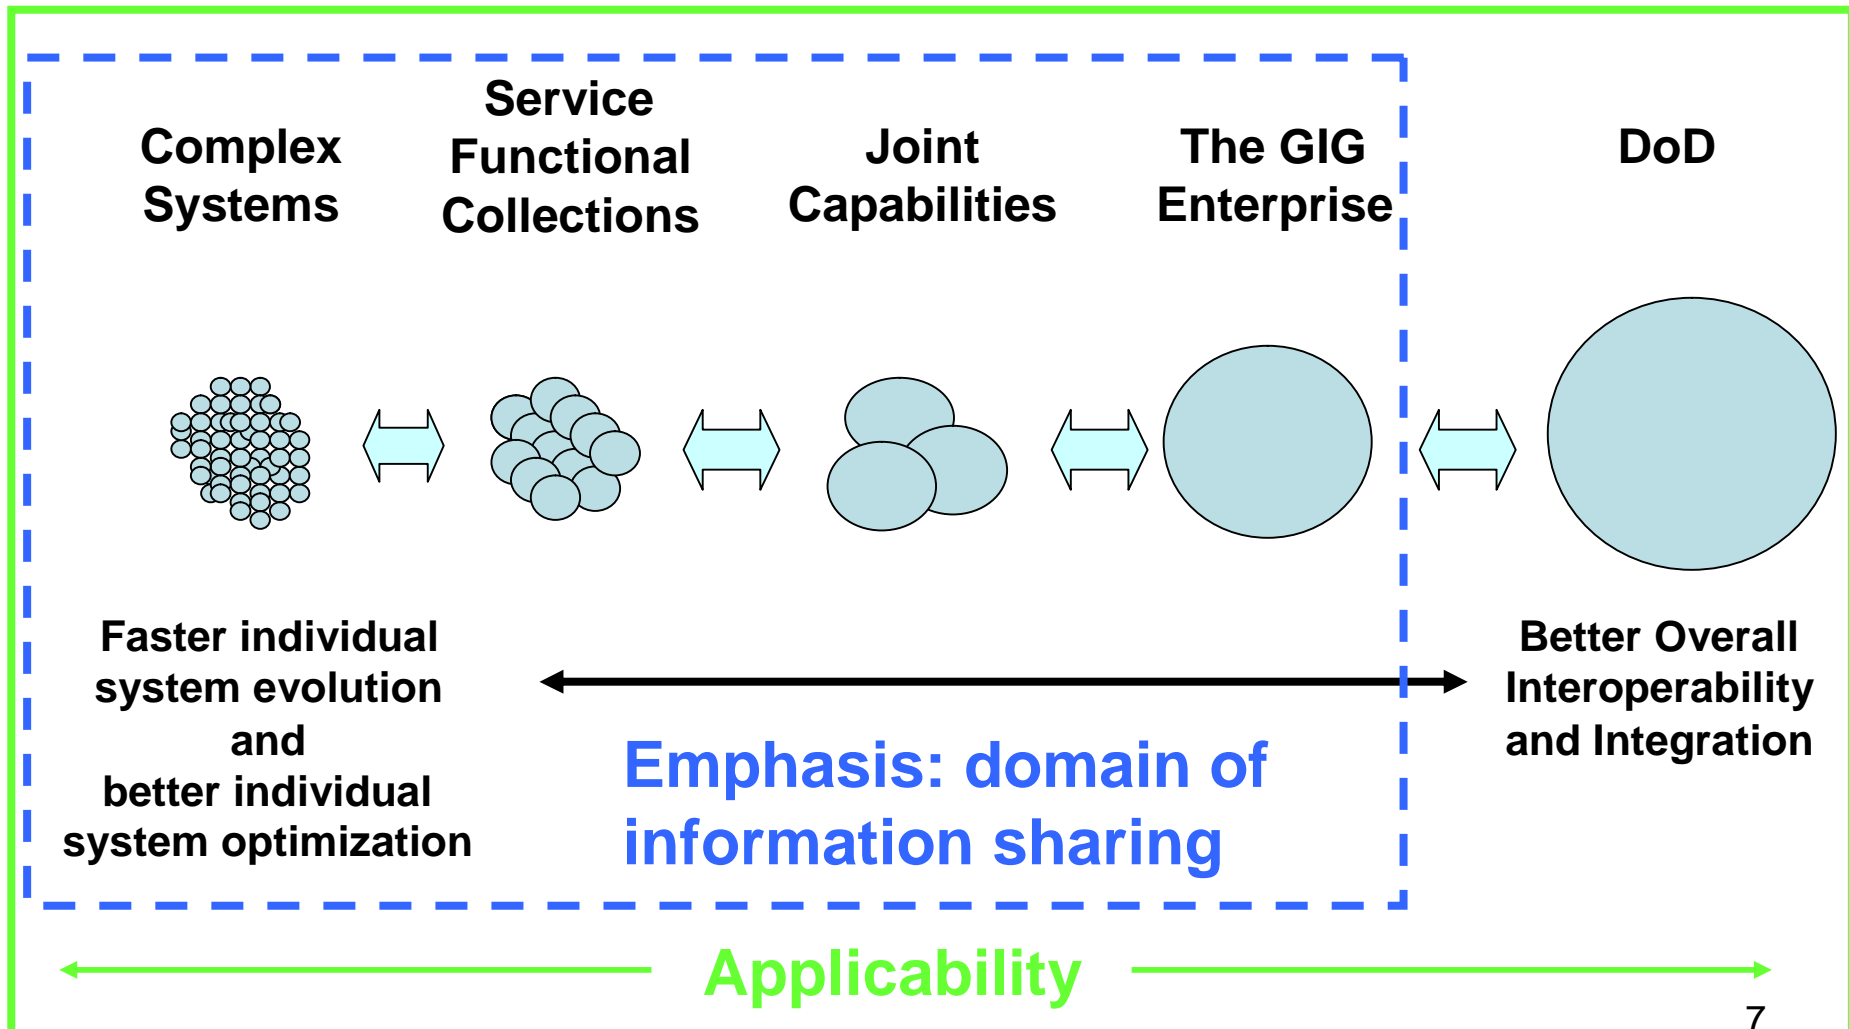 Complex
Systems
Service
Functional
Collections
Joint
Capabilities
The GIG
Enterprise
DoD
Faster individual
system evolution
and
better individual
system optimization
Emphasis: domain of
information sharing
Better Overall
Interoperability
and Integration
Applicability
7